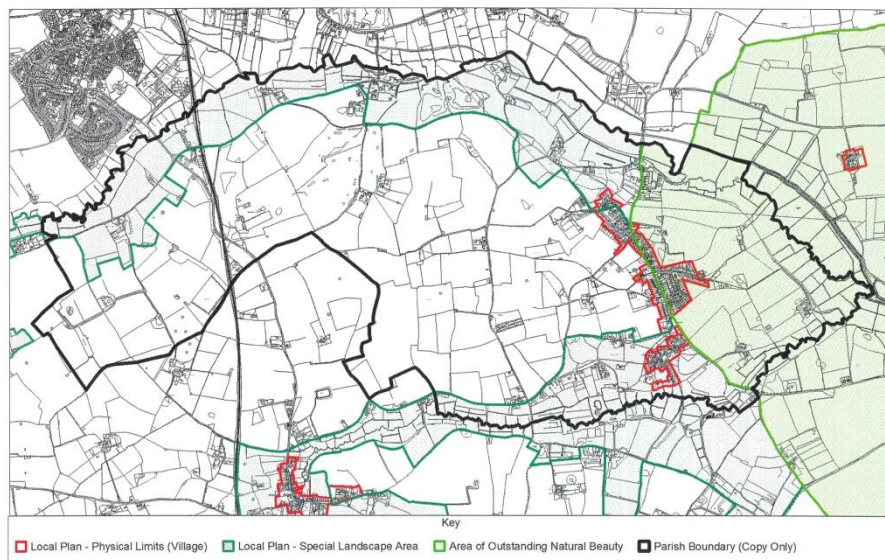 Key
Local Plan - Physical Limits (Village) Local Plan - Special Landscape Area Area of Outstanding Natural Beauty Parish Boundary (Copy Only)